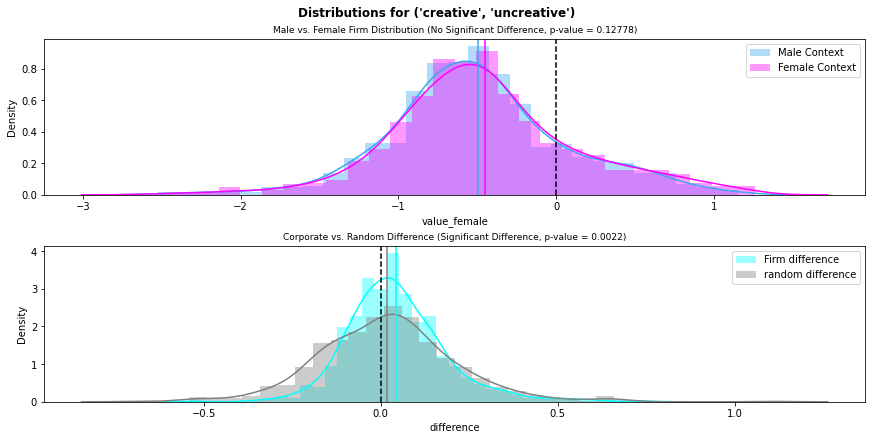 Distributions for ('creative', 'uncreative')
Male vs. Female Firm Distribution (No Significant Difference, p-value = 0.12778)
Male Context
Female Context
Density
0.8
0.6
0.4
0.2
0.0
−3 −2 −1 0 1
value_female
Corporate vs. Random Difference (Significant Difference, p-value = 0.0022)
Firm difference
random difference
Density
4
3
2
1
0
−0.5 0.0 0.5 1.0
difference